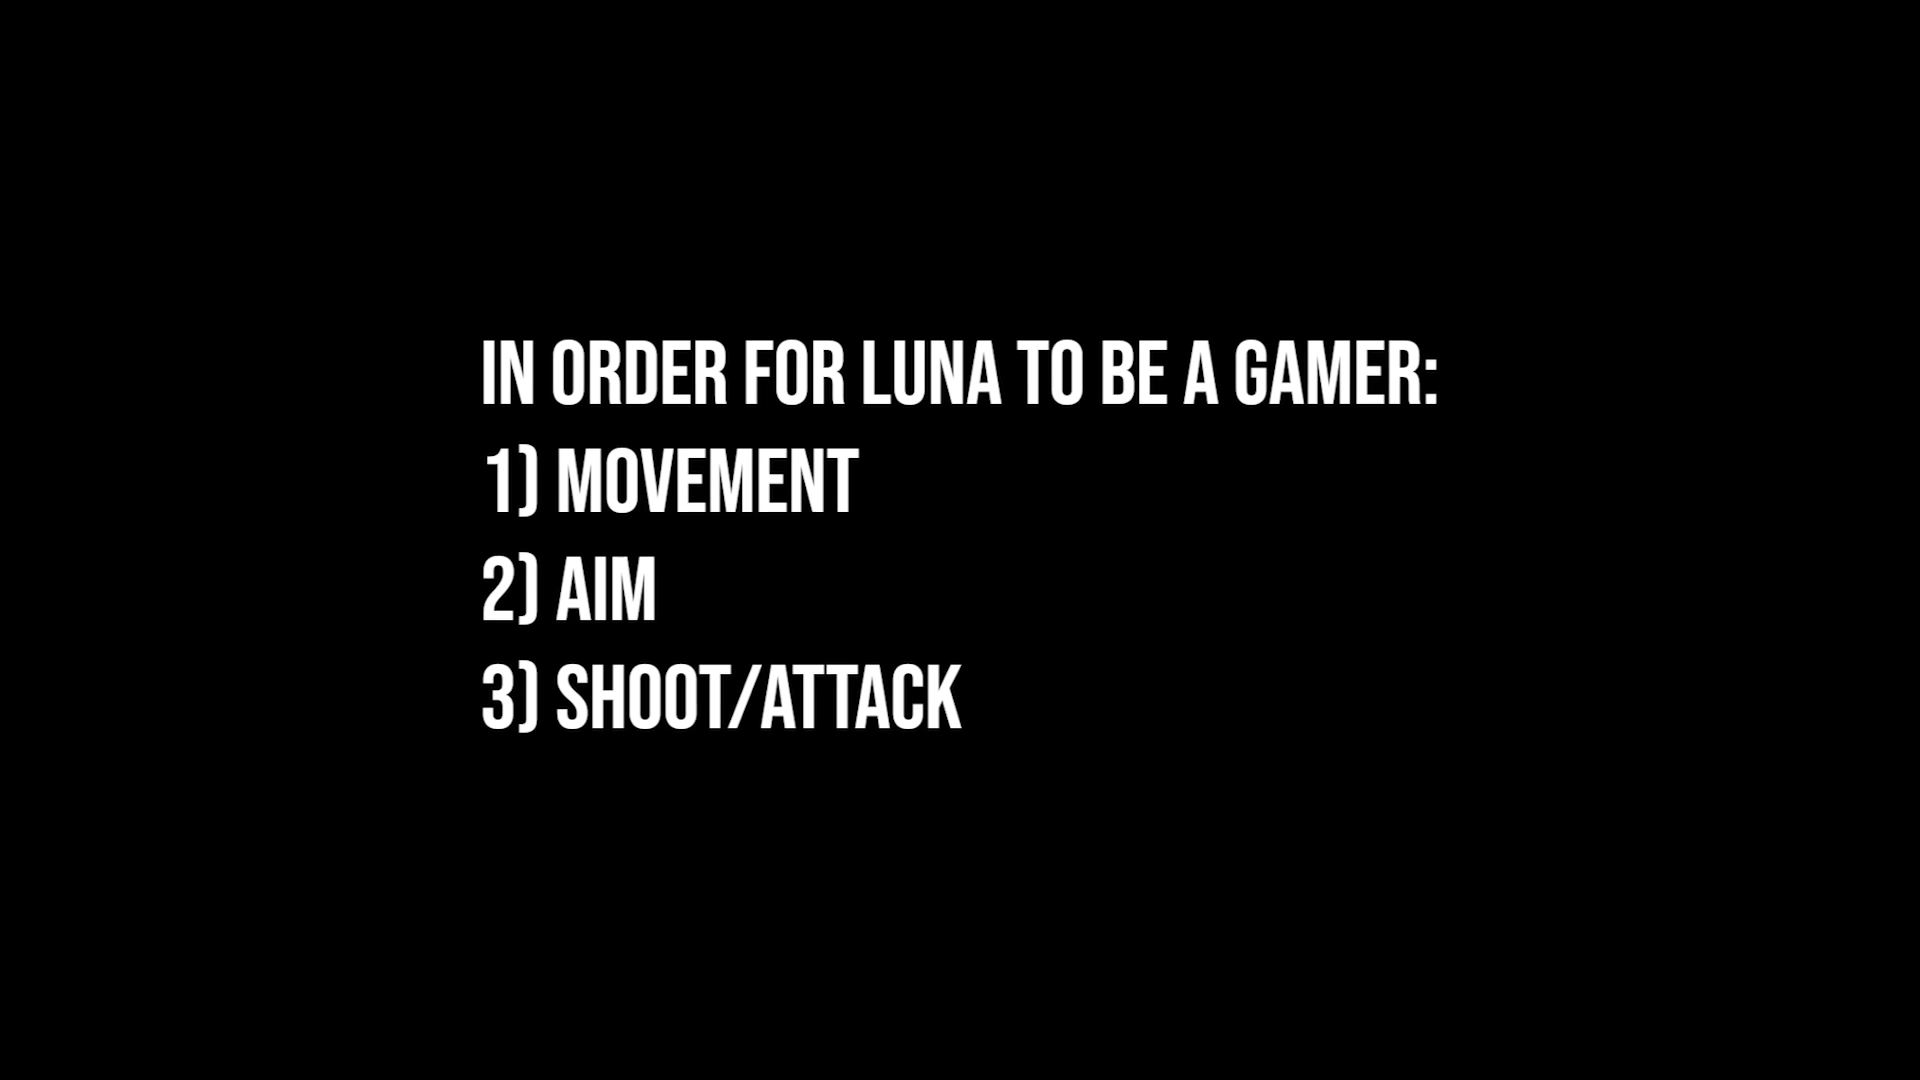 IN ORDER FOR LUNA TO BE A GAMER:
1) MOVEMENT
2) AIM
3) SHOOT/ATTACK